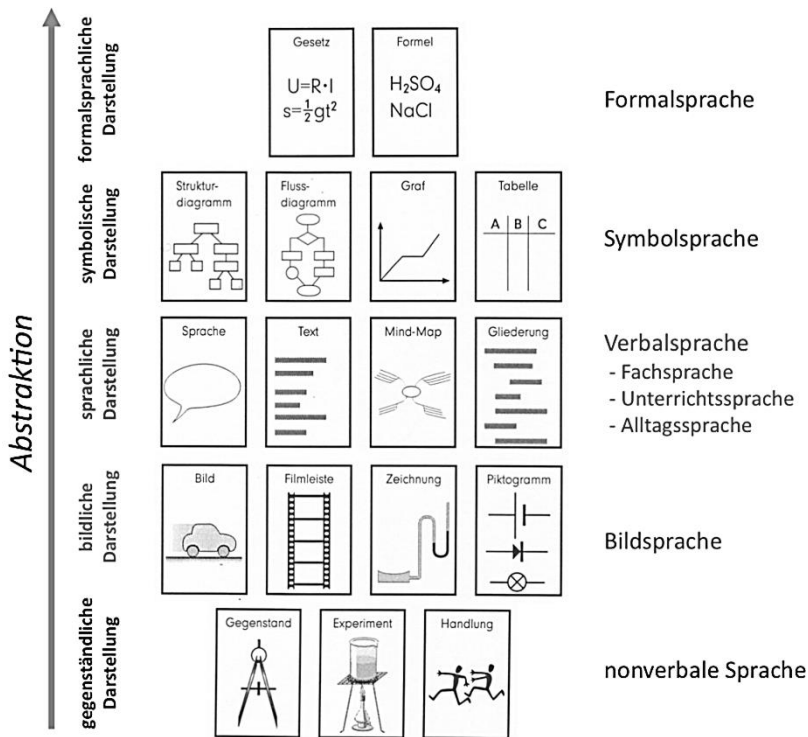 Abstraktion
formalsprachliche
Darstellung
Gesetz
U=R·I
s=½gt²
Formel
H₂SO₄
NaCl
Formalsprache
symbolische
Darstellung
Struktur-
diagramm
Fluss-
diagramm
Graf
Tabelle
A B C
Symbolsprache
sprachliche
Darstellung
Sprache
Text
Mind-Map
Gliederung
Verbalsprache
- Fachsprache
- Unterrichtssprache
- Alltagssprache
bildliche
Darstellung
Bild
Filmleiste
Zeichnung
Piktogramm
Bildsprache
gegenständliche
Darstellung
Gegenstand
Experiment
Handlung
nonverbale Sprache